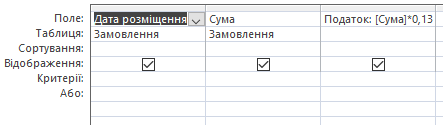 Поле: Дата розміщення Сума Податок: [Сума]*0,13
Таблиця: Замовлення Замовлення
Сортування:
Відображення:
Критерії:
Або: